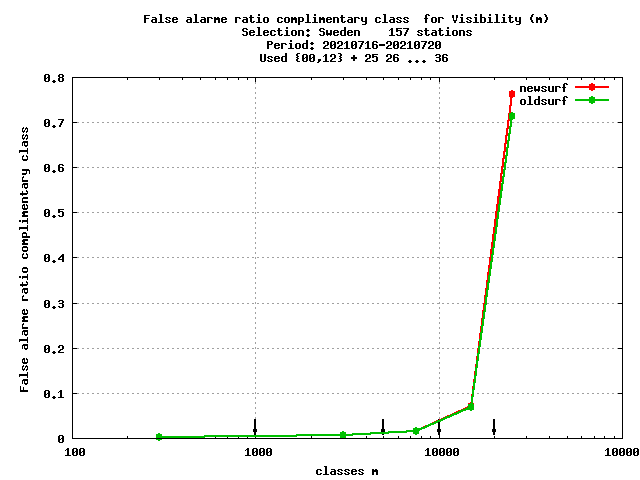 False alarme ratio complimentary class  for Visibility (m)
Selection: Sweden    157 stations
Period: 20210716-20210720
Used {00,12} + 25 26 ... 36
newsurf
oldsurf
False alarme ratio complimentary class
0.8
0.7
0.6
0.5
0.4
0.3
0.2
0.1
0
100 1000 10000 10000
classes m